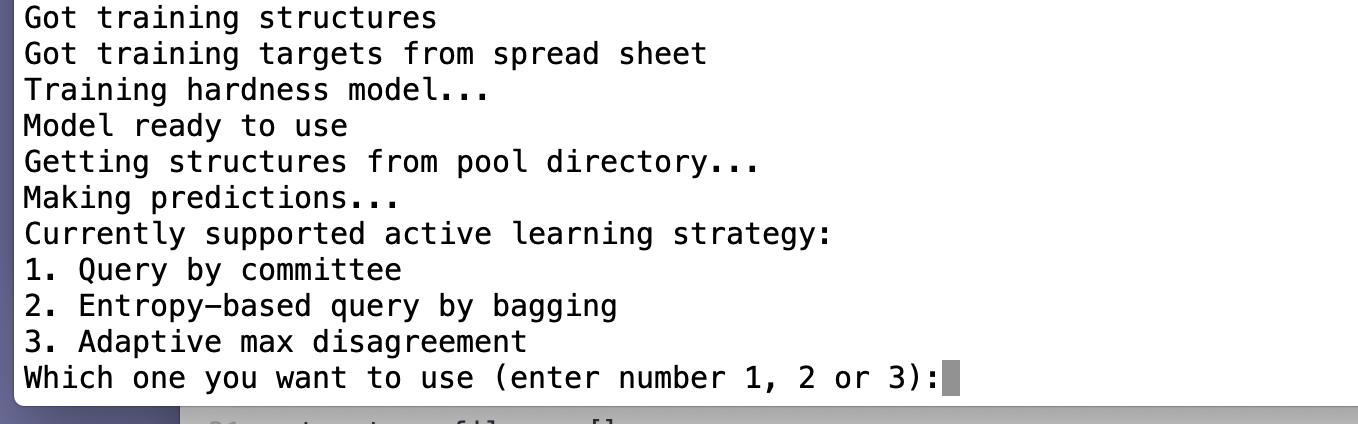 Got training structures
Got training targets from spread sheet
Training hardness model...
Model ready to use
Getting structures from pool directory...
Making predictions...
Currently supported active learning strategy:
1. Query by committee
2. Entropy-based query by bagging
3. Adaptive max disagreement
Which one you want to use (enter number 1, 2 or 3):